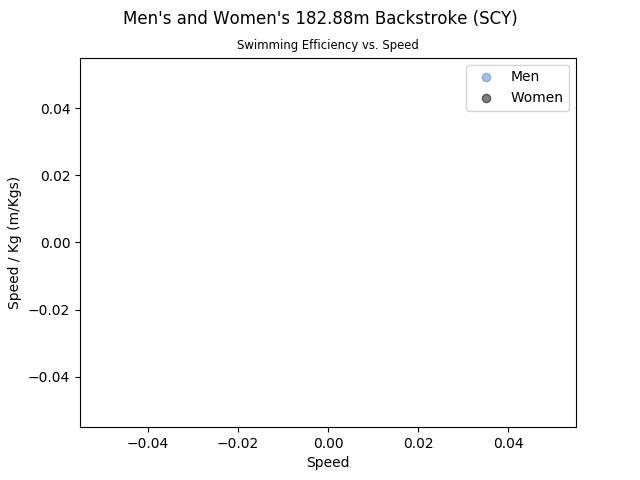 Men's and Women's 182.88m Backstroke (SCY)
Swimming Efficiency vs. Speed
Men
Women
0.04
0.02
0.00
−0.02
−0.04
Speed / Kg (m/Kgs)
−0.04 −0.02 0.00 0.02 0.04
Speed